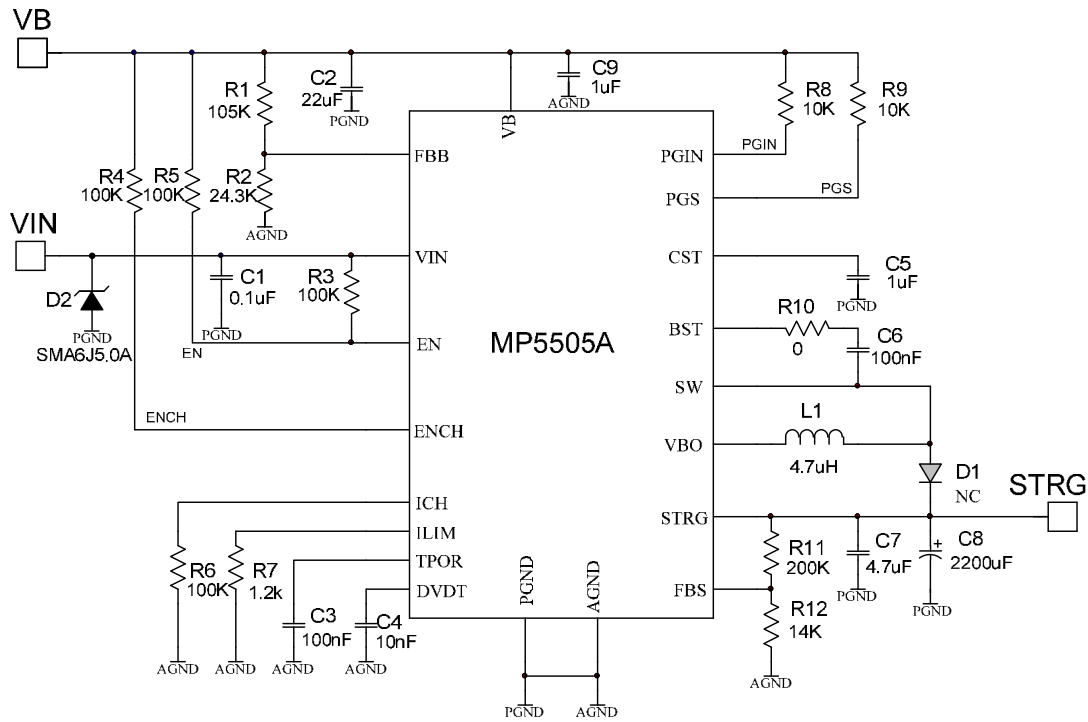 VB
C9
1uF
AGND
C2
22uF
PGND
R1
105K
R8
10K
R9
10K
VB
FBB
PGIN
PGIN
R4
100K
R5
100K
R2
24.3K
AGND
PGS
PGS
VIN
VIN
CST
C5
1uF
PGND
D2
PGND
SMA6J5.0A
C1
0.1uF
PGND
R3
100K
R10
0
BST
C6
100nF
EN
EN
MP5505A
SW
ENCH
ENCH
VBO
L1
4.7uH
D1
NC
STRG
ICH
STRG
ILIM
TPOR
DVDT
R6
100K
R7
1.2k
C3
100nF
C4
10nF
PGND
AGND
R11
200K
C7
4.7uF
PGND
+
C8
2200uF
PGND
FBS
R12
14K
AGND
AGND
AGND
AGND
AGND
PGND
AGND